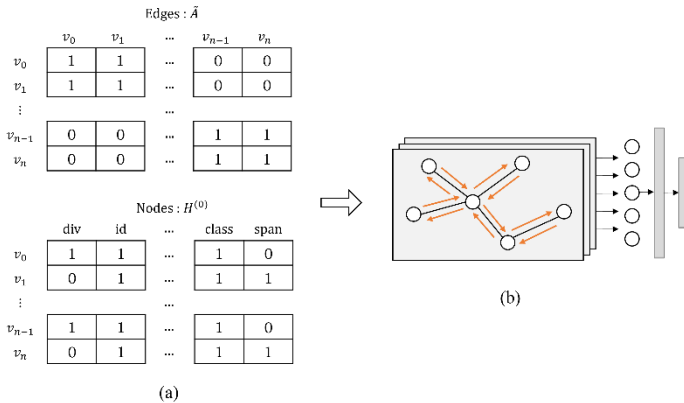 Edges : Ã
v₀ v₁ ... vₙ₋₁ vₙ
v₀ 1 1 0 0
v₁ 1 1 ... 0 0
⋮ ...
vₙ₋₁ 0 0 1 1
vₙ 0 0 ... 1 1
Nodes : H⁽⁰⁾
div id ... class span
v₀ 1 1 1 0
v₁ 0 1 ... 1 1
⋮ ...
vₙ₋₁ 1 1 1 0
vₙ 0 1 ... 1 1
(a)
(b)